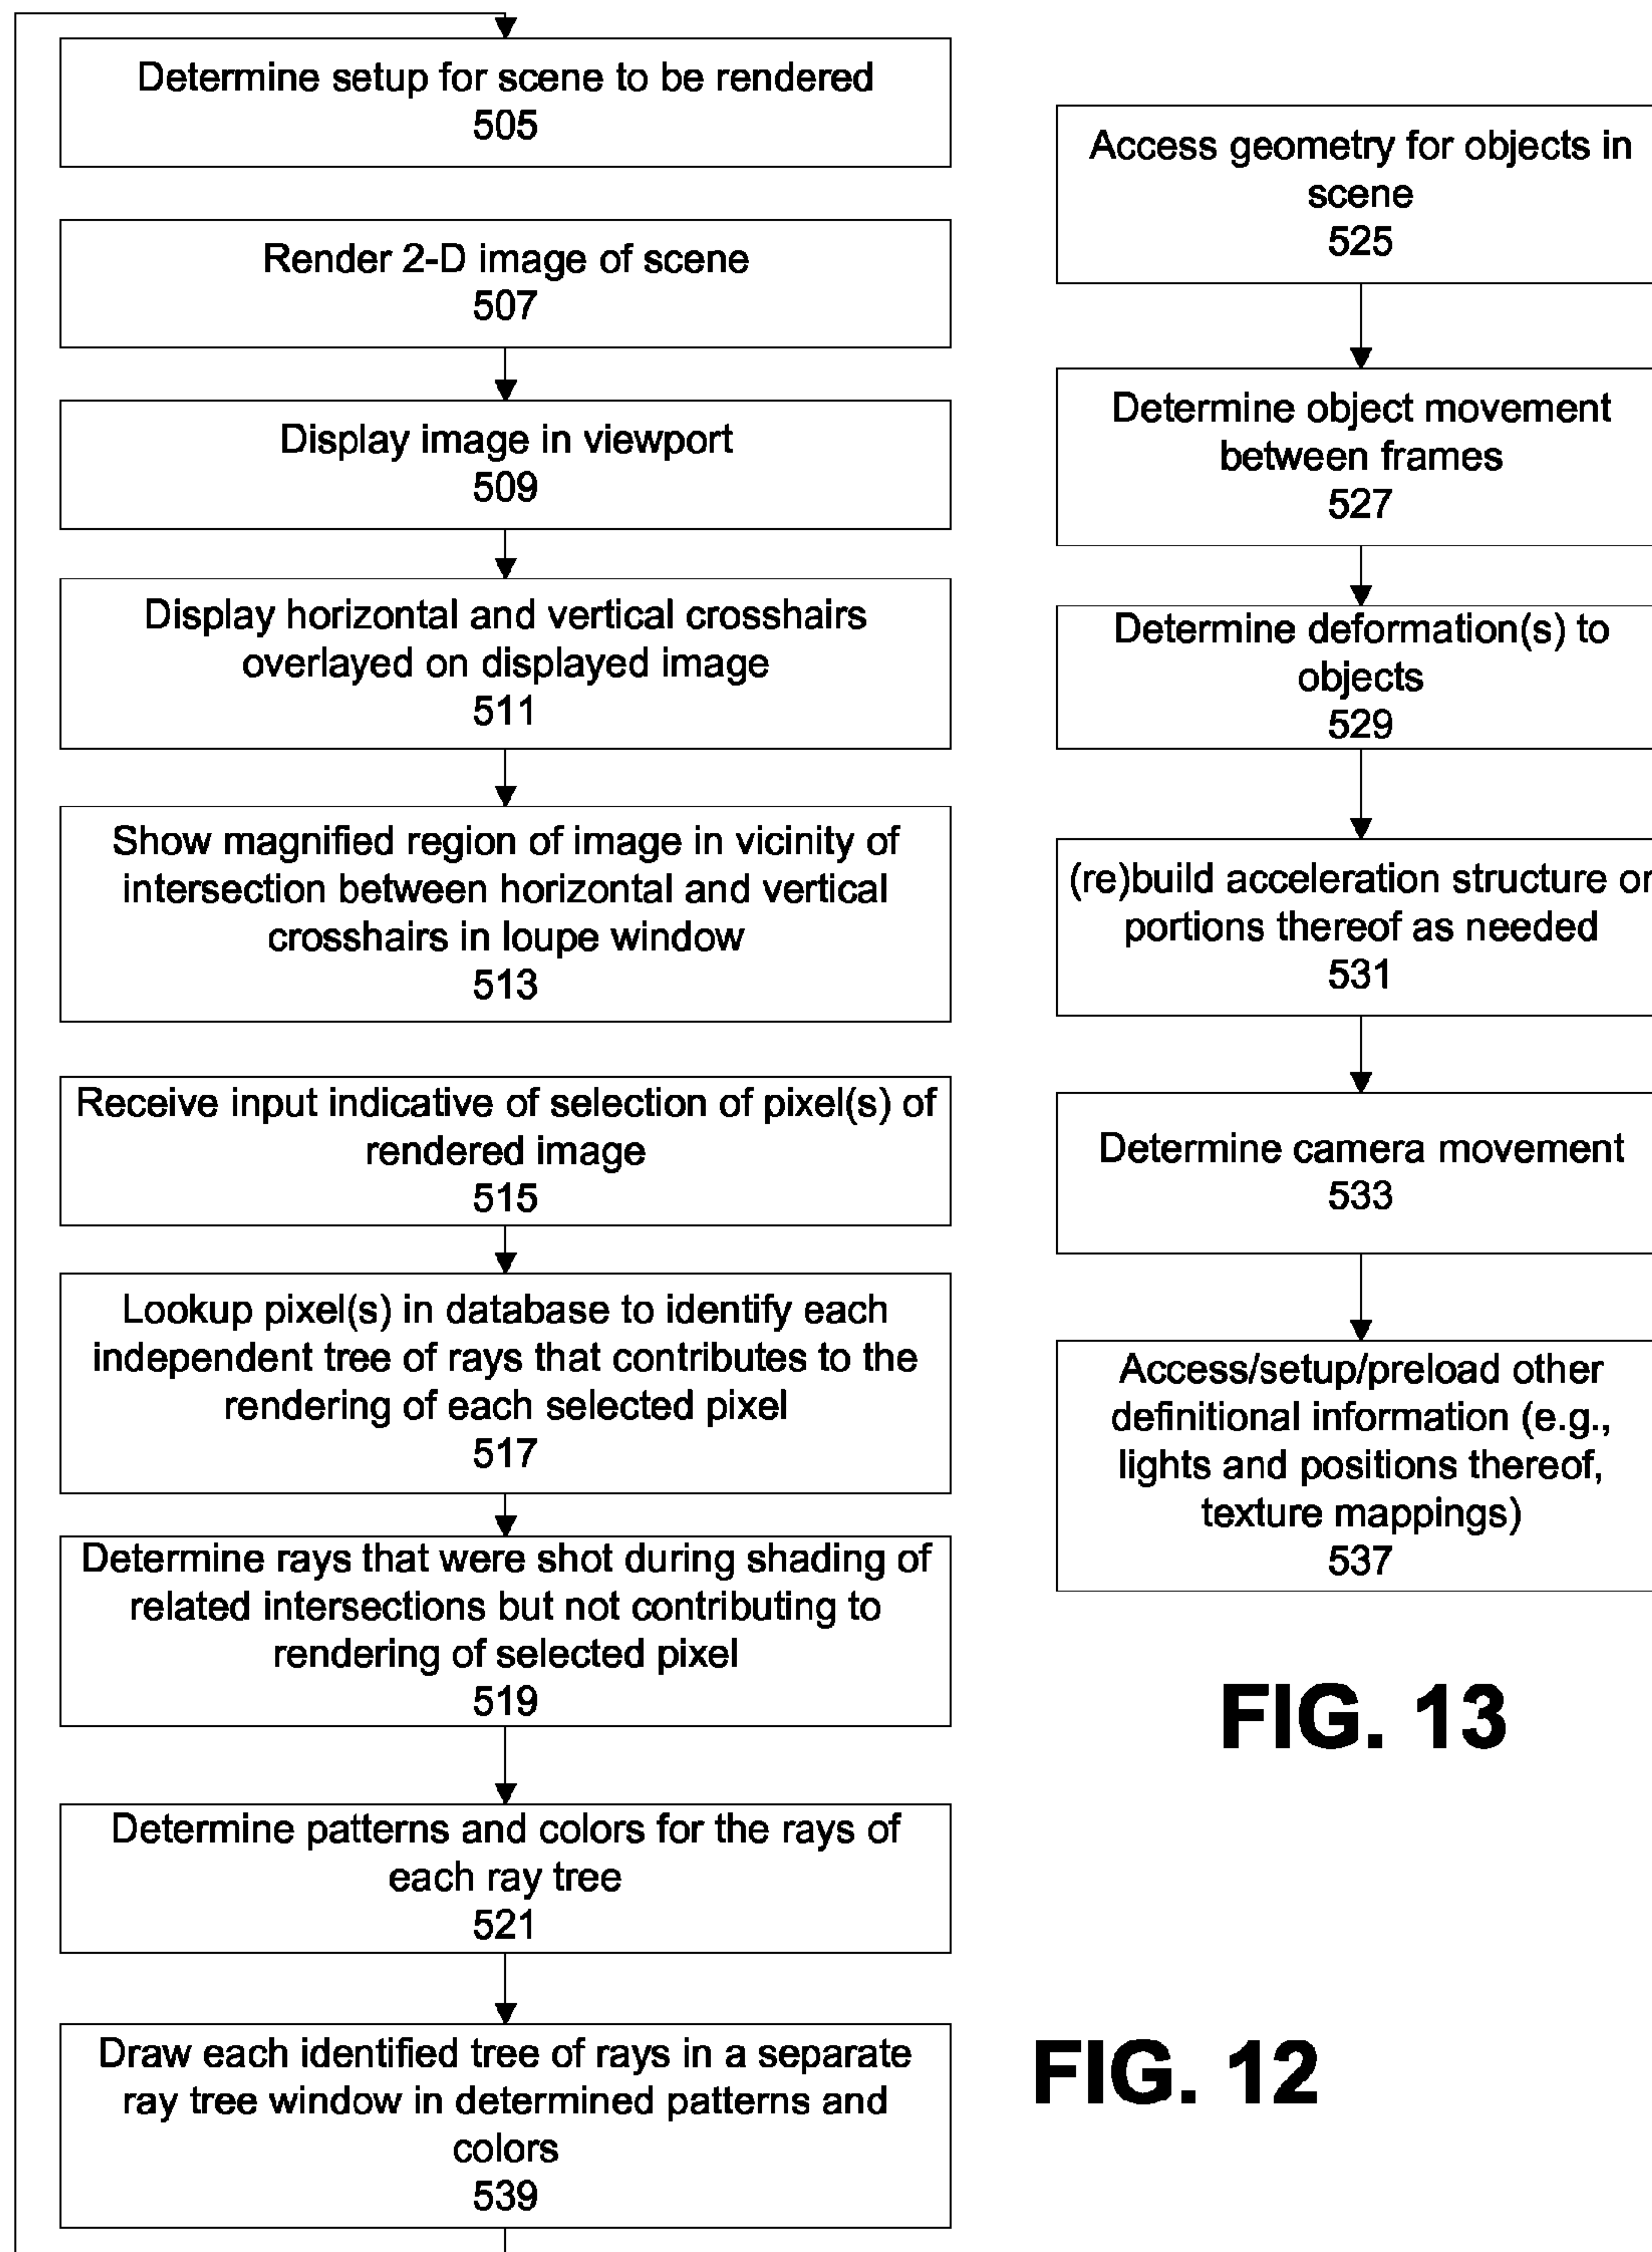 Determine setup for scene to be rendered
505
Render 2-D image of scene
507
Display image in viewport
509
Display horizontal and vertical crosshairs
overlayed on displayed image
511
Show magnified region of image in vicinity of
intersection between horizontal and vertical
crosshairs in loupe window
513
Receive input indicative of selection of pixel(s) of
rendered image
515
Lookup pixel(s) in database to identify each
independent tree of rays that contributes to the
rendering of each selected pixel
517
Determine rays that were shot during shading of
related intersections but not contributing to
rendering of selected pixel
519
Determine patterns and colors for the rays of
each ray tree
521
Draw each identified tree of rays in a separate
ray tree window in determined patterns and
colors
539
FIG. 12
Access geometry for objects in
scene
525
Determine object movement
between frames
527
Determine deformation(s) to
objects
529
(re)build acceleration structure or
portions thereof as needed
531
Determine camera movement
533
Access/setup/preload other
definitional information (e.g.,
lights and positions thereof,
texture mappings)
537
FIG. 13